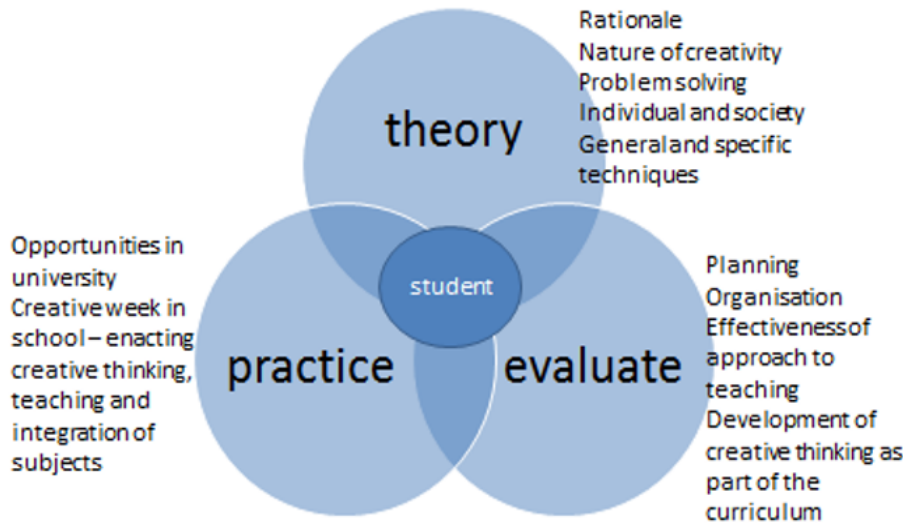 Rationale
Nature of creativity
Problem solving
Individual and society
General and specific
techniques
theory
Opportunities in
university
Creative week in
school – enacting
creative thinking,
teaching and
integration of
subjects
student
practice
evaluate
Planning
Organisation
Effectiveness of
approach to
teaching
Development of
creative thinking as
part of the
curriculum